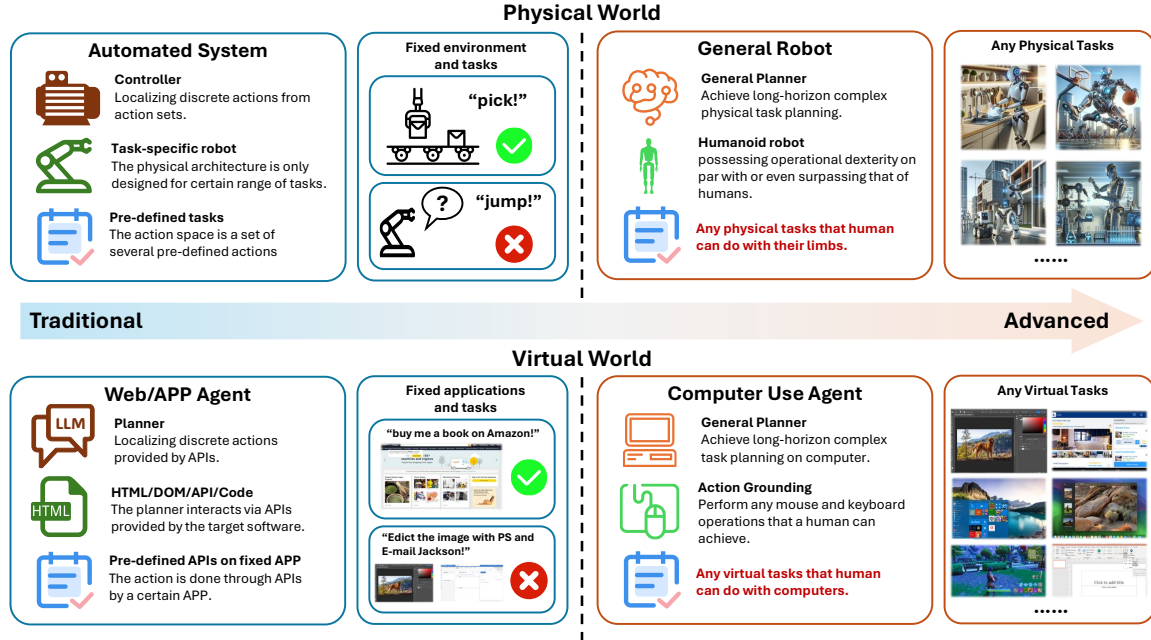 Physical World
Automated System
Controller
Localizing discrete actions from
action sets.
Task-specific robot
The physical architecture is only
designed for certain range of tasks.
Pre-defined tasks
The action space is a set of
several pre-defined actions
Fixed environment
and tasks
“pick!”
?
“jump!”
General Robot
General Planner
Achieve long-horizon complex
physical task planning.
Humanoid robot
possessing operational dexterity on
par with or even surpassing that of
humans.
Any physical tasks that human
can do with their limbs.
Any Physical Tasks
......
Traditional
Advanced
Virtual World
Web/APP Agent
LLM
Planner
Localizing discrete actions
provided by APIs.
HTML
HTML/DOM/API/Code
The planner interacts via APIs
provided by the target software.
Pre-defined APIs on fixed APP
The action is done through APIs
by a certain APP.
Fixed applications
and tasks
“buy me a book on Amazon!”
“Edict the image with PS and
E-mail Jackson!”
Computer Use Agent
General Planner
Achieve long-horizon complex
task planning on computer.
Action Grounding
Perform any mouse and keyboard
operations that a human can
achieve.
Any virtual tasks that human
can do with computers.
Any Virtual Tasks
Click to add title
......